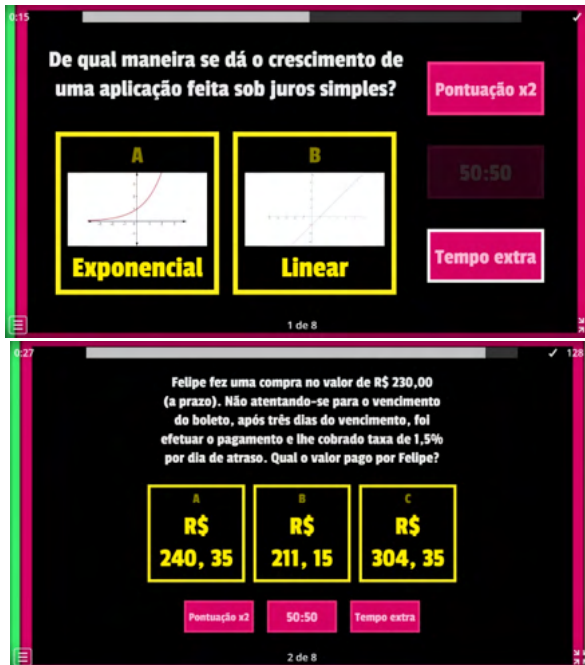 0:15
De qual maneira se dá o crescimento de
uma aplicação feita sob juros simples?
Pontuação x2
50:50
Tempo extra
A
Exponencial
B
Linear
1 de 8
0:27
128
Felipe fez uma compra no valor de R$ 230,00
(a prazo). Não atentando-se para o vencimento
do boleto, após três dias do vencimento, foi
efetuar o pagamento e lhe cobrado taxa de 1,5%
por dia de atraso. Qual o valor pago por Felipe?
A
R$
240, 35
B
R$
211, 15
C
R$
304, 35
Pontuação x2
50:50
Tempo extra
2 de 8